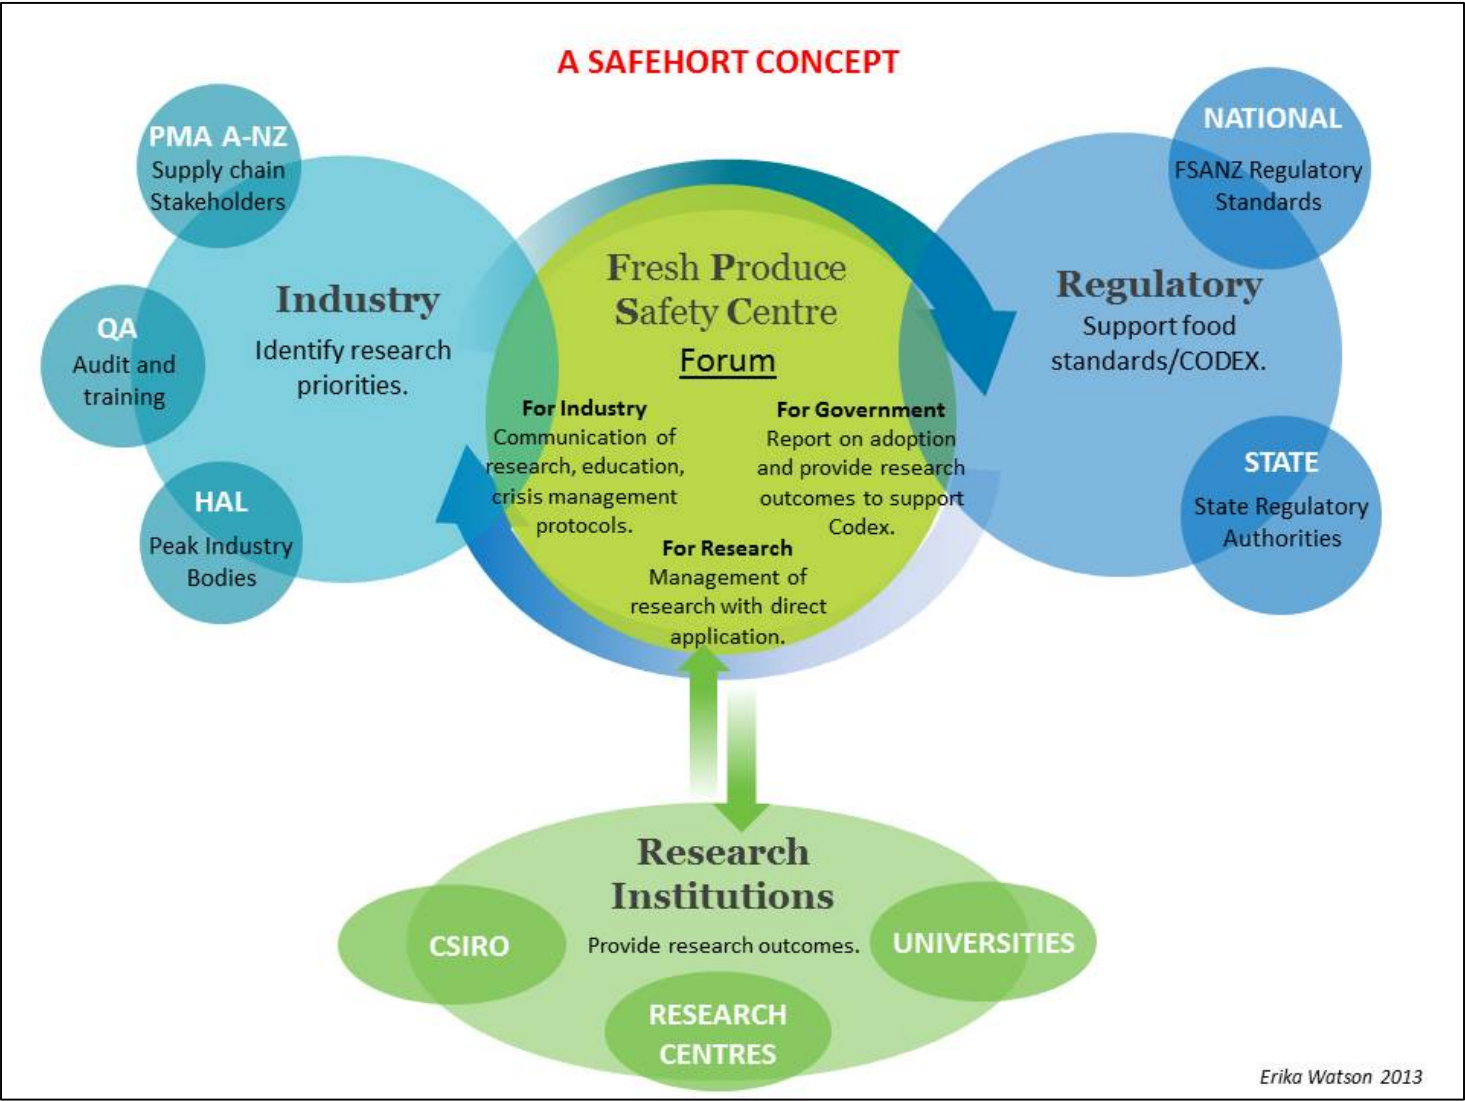 A SAFEHORT CONCEPT
PMA A-NZ
Supply chain
Stakeholders
QA
Audit and
training
HAL
Peak Industry
Bodies
Industry
Identify research
priorities.
Fresh Produce
Safety Centre
Forum
For Industry
Communication of
research, education,
crisis management
protocols.
For Government
Report on adoption
and provide research
outcomes to support
Codex.
For Research
Management of
research with direct
application.
Regulatory
Support food
standards/CODEX.
NATIONAL
FSANZ Regulatory
Standards
STATE
State Regulatory
Authorities
Research
Institutions
Provide research outcomes.
CSIRO
RESEARCH
CENTRES
UNIVERSITIES
Erika Watson 2013